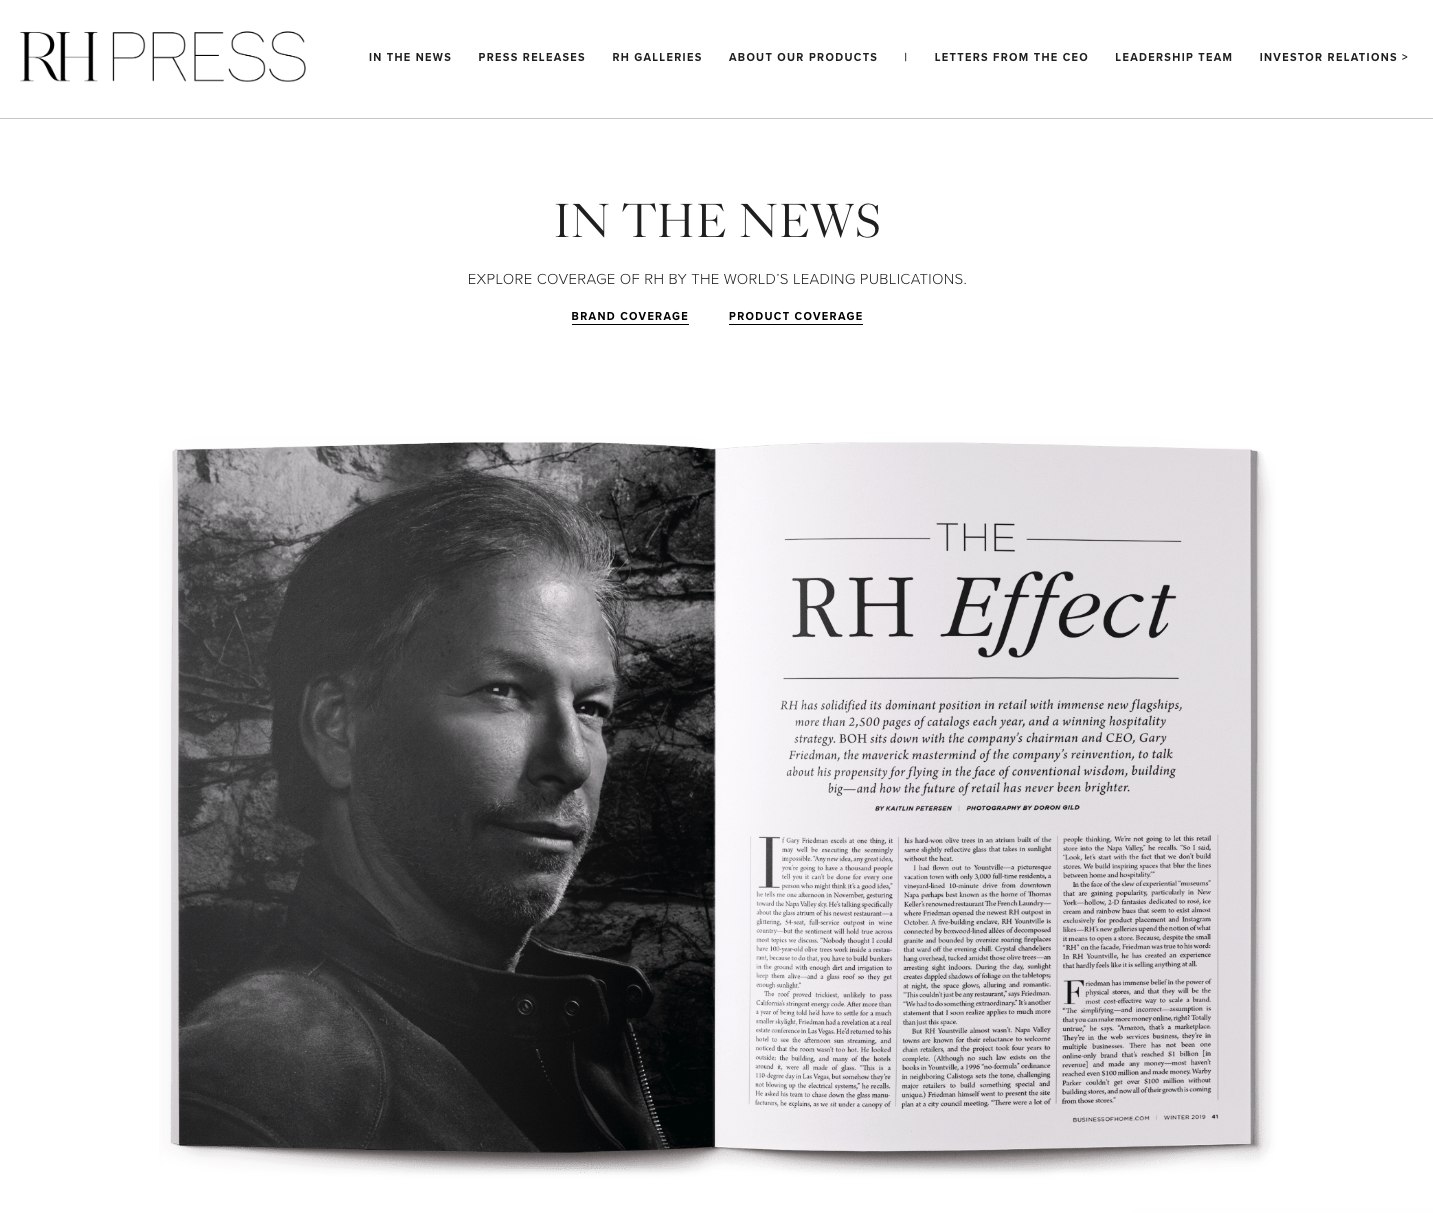 RH PRESS
IN THE NEWS PRESS RELEASES RH GALLERIES ABOUT OUR PRODUCTS | LETTERS FROM THE CEO LEADERSHIP TEAM INVESTOR RELATIONS >
IN THE NEWS
EXPLORE COVERAGE OF RH BY THE WORLD'S LEADING PUBLICATIONS.
BRAND COVERAGE PRODUCT COVERAGE
THE
RH Effect
RH has solidified its dominant position in retail with immense new flagships,
more than 2,500 pages of catalogs each year, and a winning hospitality
strategy. BOH sits down with the company's chairman and CEO, Gary
Friedman, the maverick mastermind of the company's reinvention, to talk
about his propensity for flying in the face of conventional wisdom, building
big—and how the future of retail has never been brighter.
BY KAITLIN PETERSEN | PHOTOGRAPHY BY DORON GILD
If Gary Friedman excels at one thing, it
may well be executing the seemingly
impossible. "Any new idea, any great idea,
you're going to have a thousand people
tell you it can't be done for every one
person who might think it's a good idea,"
he tells me one afternoon in November, gesturing
toward the Napa Valley sky. He's talking specifically
about the glass atrium of his newest restaurant—a
glittering, 54-seat, full-service outpost in wine
country—but the sentiment will hold true across
most topics we discuss. "Nobody thought I could
have 100-year-old olive trees work inside a restau-
rant, because to do that, you have to build bunkers
in the ground with enough dirt and irrigation to
keep them alive—and a glass roof so they get
enough sunlight."
The roof proved trickiest, unlikely to pass
California's stringent energy code. After more than
a year of being told he'd have to settle for a much
smaller skylight, Friedman had a revelation at a real
estate conference in Las Vegas. He'd returned to his
hotel to see the afternoon sun streaming, and
noticed that the room wasn't too hot. He looked
outside; the building, and many of the hotels
around it, were all made of glass. "This is a
110-degree day in Las Vegas, but somehow they're
not blowing up the electrical systems," he recalls.
He asked his team to chase down the glass manu-
facturers, he explains, as we sit under a canopy of
his hard-won olive trees in an atrium built of the
same slightly reflective glass that takes in sunlight
without the heat.
I had flown out to Yountville—a picturesque
vacation town with only 3,000 full-time residents, a
vineyard-lined 10-minute drive from downtown
Napa perhaps best known as the home of Thomas
Keller's renowned restaurant The French Laundry—
where Friedman opened the newest RH outpost in
October. A five-building enclave, RH Yountville is
connected by boxwood-lined allées of decomposed
granite and bounded by oversize roaring fireplaces
that ward off the evening chill. Crystal chandeliers
hang overhead, tucked amidst those olive trees—an
arresting sight indoors. During the day, sunlight
creates dappled shadows of foliage on the tabletops;
at night, the space glows, alluring and romantic.
"This couldn't just be any restaurant," says Friedman.
"We had to do something extraordinary." It's another
statement that I soon realize applies to much more
than just this space.
But RH Yountville almost wasn't. Napa Valley
towns are known for their reluctance to welcome
chain retailers, and the project took four years to
complete. (Although no such law exists on the
books in Yountville, a 1996 "no-formula" ordinance
in neighboring Calistoga sets the tone, challenging
major retailers to build something special and
unique.) Friedman himself went to present the site
plan at a city council meeting. "There were a lot of
people thinking, We're not going to let this retail
store into the Napa Valley," he recalls. "So I said,
'Look, let's start with the fact that we don't build
stores. We build inspiring spaces that blur the lines
between home and hospitality.'"
In the face of the slew of experiential "museums"
that are gaining popularity, particularly in New
York—hollow, 2-D fantasies dedicated to rosé, ice
cream and rainbow hues that seem to exist almost
exclusively for product placement and Instagram
likes—RH's new galleries upend the notion of what
it means to open a store. Because, despite the small
"RH" on the facade, Friedman was true to his word:
In RH Yountville, he has created an experience
that hardly feels like it is selling anything at all.
Friedman has immense belief in the power of
physical stores, and that they will be the
most cost-effective way to scale a brand.
"The simplifying—and incorrect—assumption is
that you can make more money online, right? Totally
untrue," he says. "Amazon, that's a marketplace.
They're in the web services business, they're in
multiple businesses. There has not been one
online-only brand that's reached $1 billion [in
revenue] and made any money—most haven't
reached even $100 million and made money. Warby
Parker couldn't get over $100 million without
building stores, and now all of their growth is coming
from those stores."
BUSINESSOFHOME.COM | WINTER 2019 41